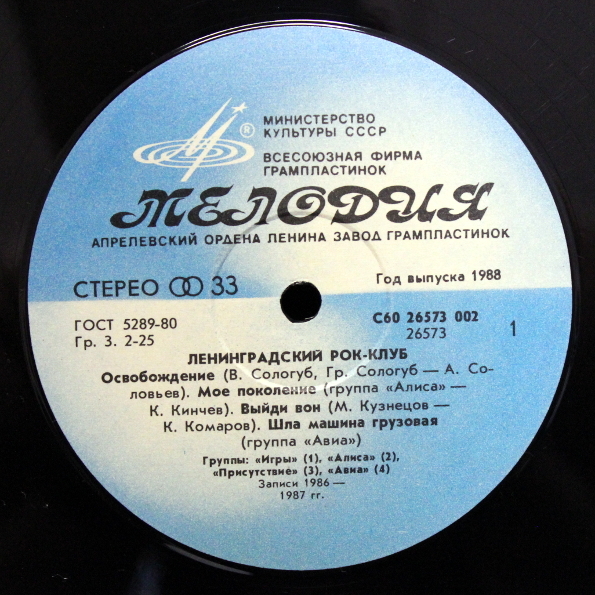 МИНИСТЕРСТВО
КУЛЬТУРЫ СССР
®
ВСЕСОЮЗНАЯ ФИРМА
ГРАМПЛАСТИНОК
МЕЛОДИЯ
АПРЕЛЕВСКИЙ ОРДЕНА ЛЕНИНА ЗАВОД ГРАМПЛАСТИНОК
СТЕРЕО 33
Год выпуска 1988
ГОСТ 5289-80
Гр. 3. 2-25
С60 26573 002
26573
1
ЛЕНИНГРАДСКИЙ РОК-КЛУБ
Освобождение (В. Сологуб, Гр. Сологуб — А. Со-
ловьев). Мое поколение (группа «Алиса» —
К. Кинчев). Выйди вон (М. Кузнецов —
К. Комаров). Шла машина грузовая
(группа «Авиа»)
Группы: «Игры» (1), «Алиса» (2),
«Присутствие» (3), «Авиа» (4)
Записи 1986 —
1987 гг.